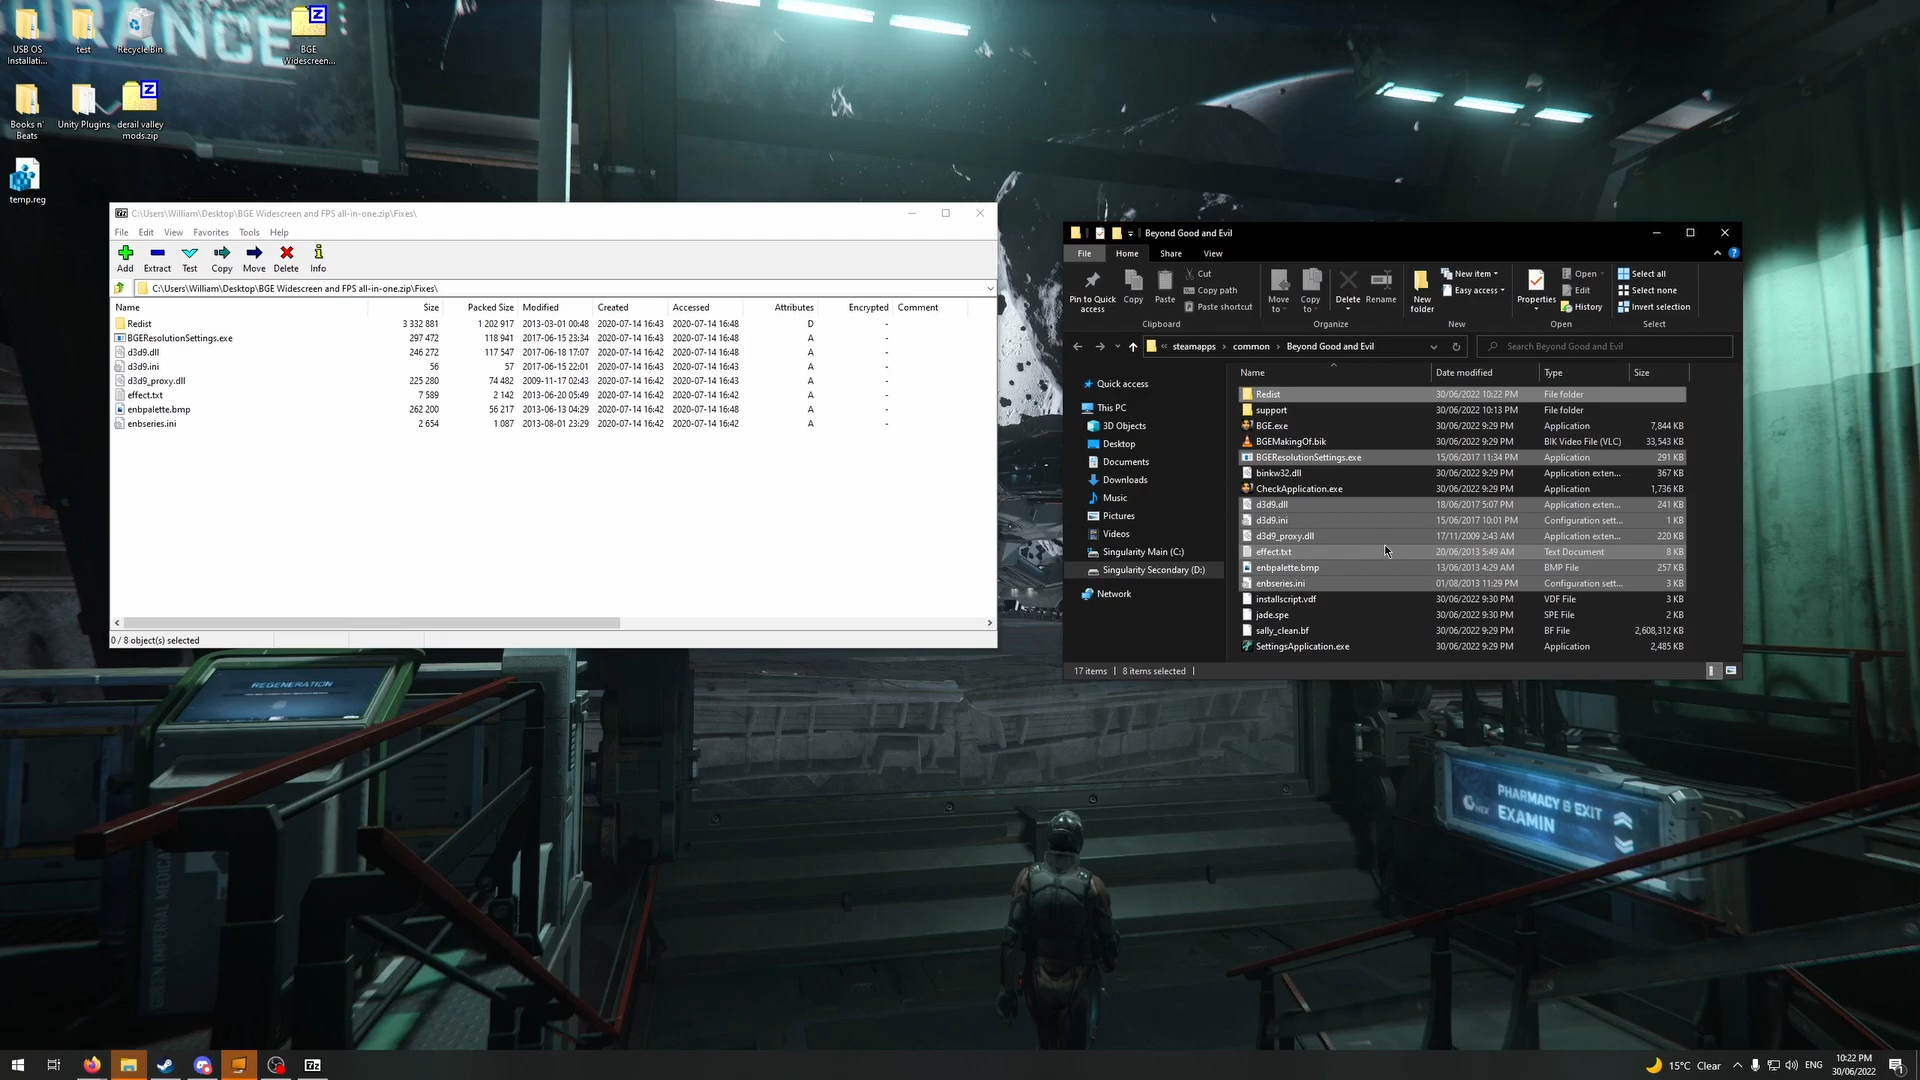 USB OS
Installati...
test
Recycle Bin
BGE
Widescreen...
Books n'
Beats
Unity Plugins
derail valley
mods.zip
temp.reg
C:\Users\William\Desktop\BGE Widescreen and FPS all-in-one.zip\Fixes\
File Edit View Favorites Tools Help
Add Extract Test Copy Move Delete Info
C:\Users\William\Desktop\BGE Widescreen and FPS all-in-one.zip\Fixes\
Name Size Packed Size Modified Created Accessed Attributes Encrypted Comment
Redist 3 332 881 1 202 917 2013-03-01 00:48 2020-07-14 16:43 2020-07-14 16:48 D -
BGEResolutionSettings.exe 297 472 118 941 2017-06-15 23:34 2020-07-14 16:43 2020-07-14 16:48 A -
d3d9.dll 246 272 117 547 2017-06-18 17:07 2020-07-14 16:42 2020-07-14 16:48 A -
d3d9.ini 56 57 2017-06-15 22:01 2020-07-14 16:43 2020-07-14 16:43 A -
d3d9_proxy.dll 225 280 74 482 2009-11-17 02:43 2020-07-14 16:42 2020-07-14 16:43 A -
effect.txt 7 589 2 142 2013-06-20 05:49 2020-07-14 16:42 2020-07-14 16:42 A -
enbpalette.bmp 262 200 56 217 2013-06-13 04:29 2020-07-14 16:42 2020-07-14 16:48 A -
enbseries.ini 2 654 1 087 2013-08-01 23:29 2020-07-14 16:42 2020-07-14 16:42 A -
0 / 8 object(s) selected
Beyond Good and Evil
File Home Share View
Pin to Quick
access
Copy
Paste
Cut
Copy path
Paste shortcut
Clipboard
Move
to
Copy
to
Delete
Rename
Organize
New
folder
New item
Easy access
New
Properties
Open
Edit
History
Open
Select all
Select none
Invert selection
Select
« steamapps › common › Beyond Good and Evil
Search Beyond Good and Evil
Quick access
This PC
3D Objects
Desktop
Documents
Downloads
Music
Pictures
Videos
Singularity Main (C:)
Singularity Secondary (D:)
Network
Name Date modified Type Size
Redist 30/06/2022 10:22 PM File folder
support 30/06/2022 10:13 PM File folder
BGE.exe 30/06/2022 9:29 PM Application 7,844 KB
BGEMakingOf.bik 30/06/2022 9:29 PM BIK Video File (VLC) 33,543 KB
BGEResolutionSettings.exe 15/06/2017 11:34 PM Application 291 KB
binkw32.dll 30/06/2022 9:29 PM Application exten... 367 KB
CheckApplication.exe 30/06/2022 9:29 PM Application 1,736 KB
d3d9.dll 18/06/2017 5:07 PM Application exten... 241 KB
d3d9.ini 15/06/2017 10:01 PM Configuration sett... 1 KB
d3d9_proxy.dll 17/11/2009 2:43 AM Application exten... 220 KB
effect.txt 20/06/2013 5:49 AM Text Document 8 KB
enbpalette.bmp 13/06/2013 4:29 AM BMP File 257 KB
enbseries.ini 01/08/2013 11:29 PM Configuration sett... 3 KB
installscript.vdf 30/06/2022 9:30 PM VDF File 3 KB
jade.spe 30/06/2022 9:30 PM SPE File 2 KB
sally_clean.bf 30/06/2022 9:29 PM BF File 2,608,312 KB
SettingsApplication.exe 30/06/2022 9:29 PM Application 2,485 KB
17 items 8 items selected
REGENERATION
PHARMACY & EXIT
EXAMIN
15°C Clear
ENG
10:22 PM
30/06/2022